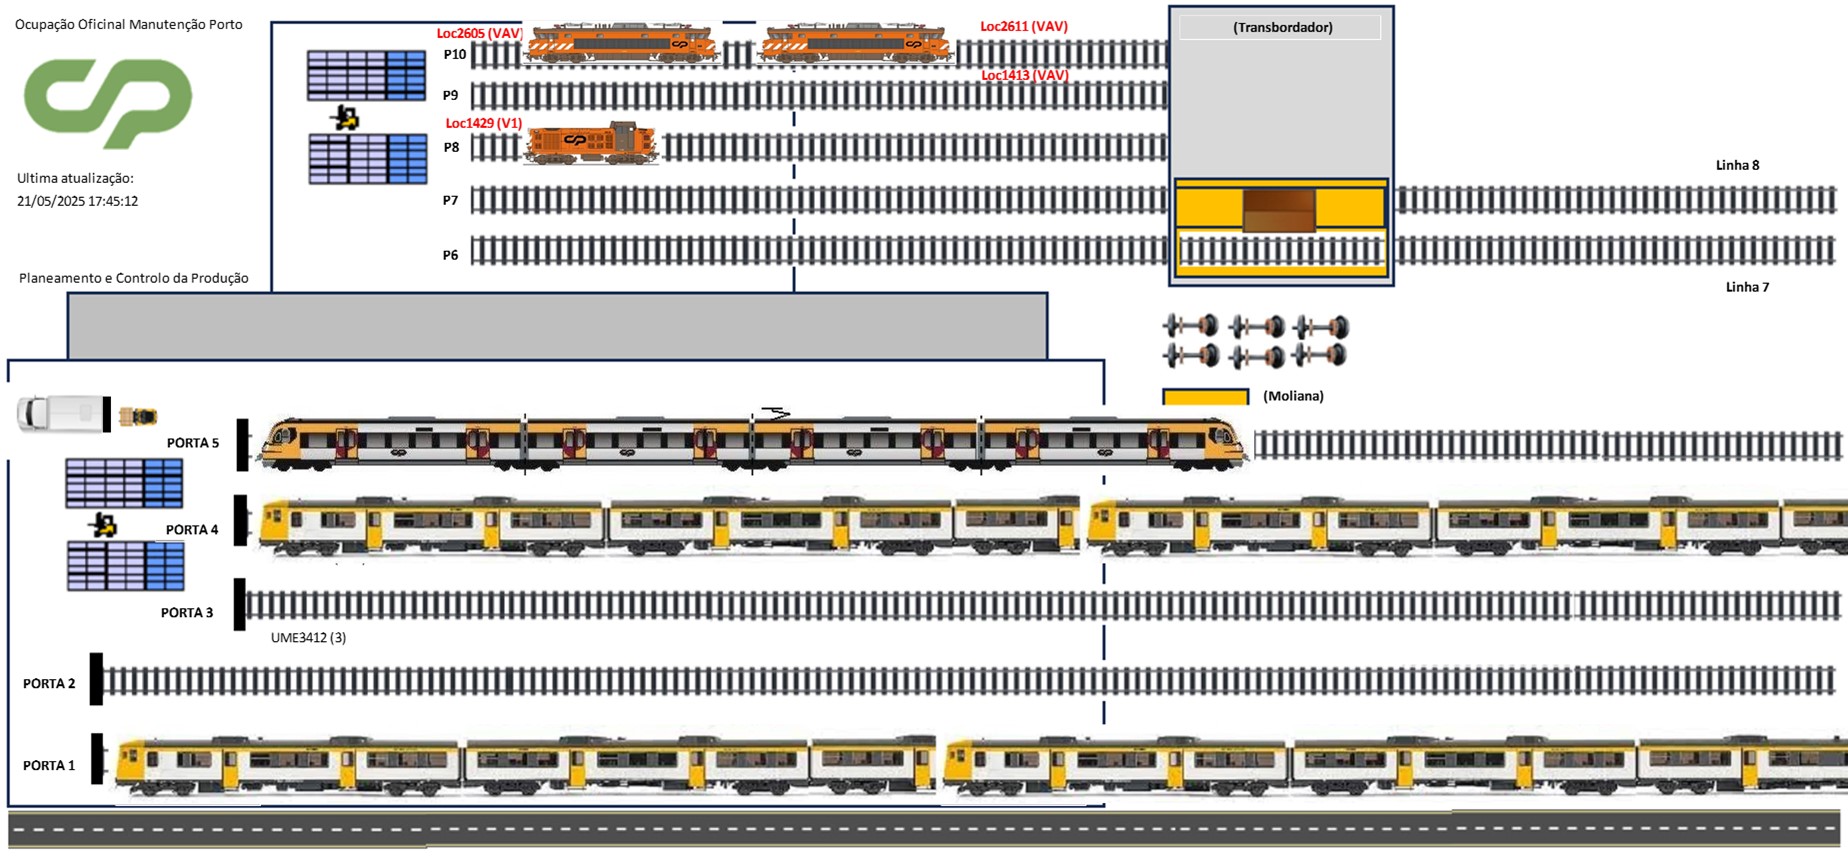 Ocupação Oficinal Manutenção Porto
CP
Ultima atualização:
21/05/2025 17:45:12
Planeamento e Controlo da Produção
Loc2605 (VAV)
Loc2611 (VAV)
P10
Loc1413 (VAV)
P9
Loc1429 (V1)
P8
P7
P6
(Transbordador)
Linha 8
Linha 7
(Moliana)
PORTA 5
PORTA 4
PORTA 3
UME3412 (3)
PORTA 2
PORTA 1